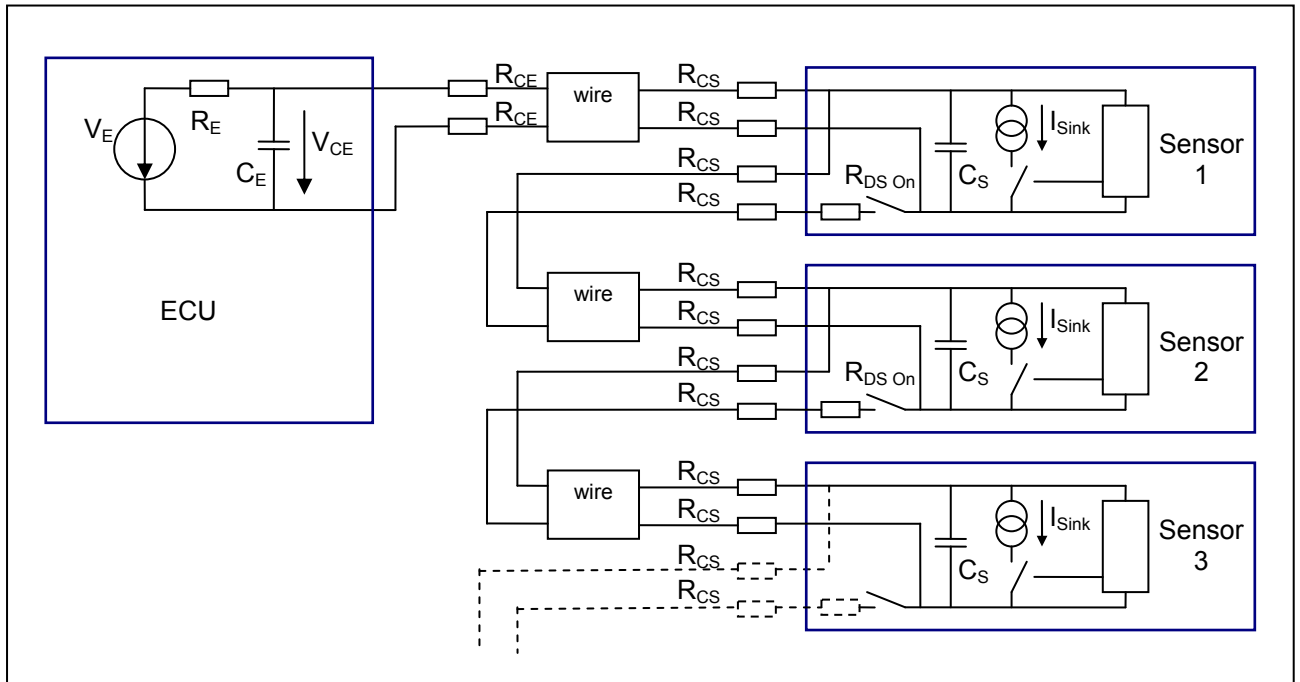 R_CE
wire
R_CS
R_CE
R_CS
V_E
R_E
C_E
V_CE
R_CS
R_CS
R_DS On
C_S
I_Sink
Sensor
1
ECU
wire
R_CS
R_CS
R_CS
R_CS
R_DS On
C_S
I_Sink
Sensor
2
wire
R_CS
R_CS
R_CS
R_CS
C_S
I_Sink
Sensor
3